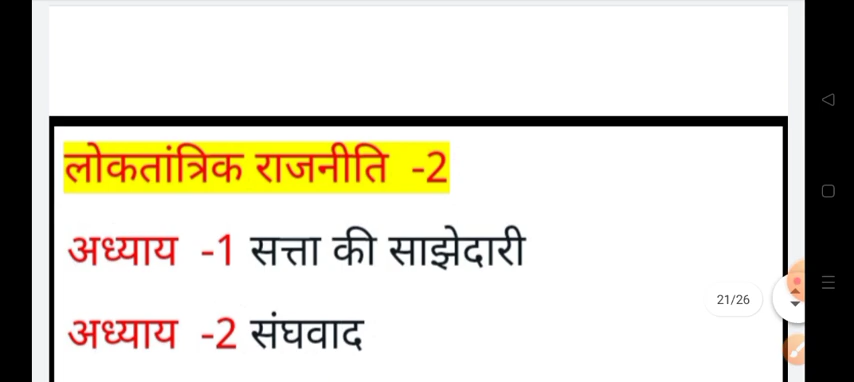 लोकतांत्रिक राजनीति -2
अध्याय -1 सत्ता की साझेदारी
अध्याय -2 संघवाद
21/26